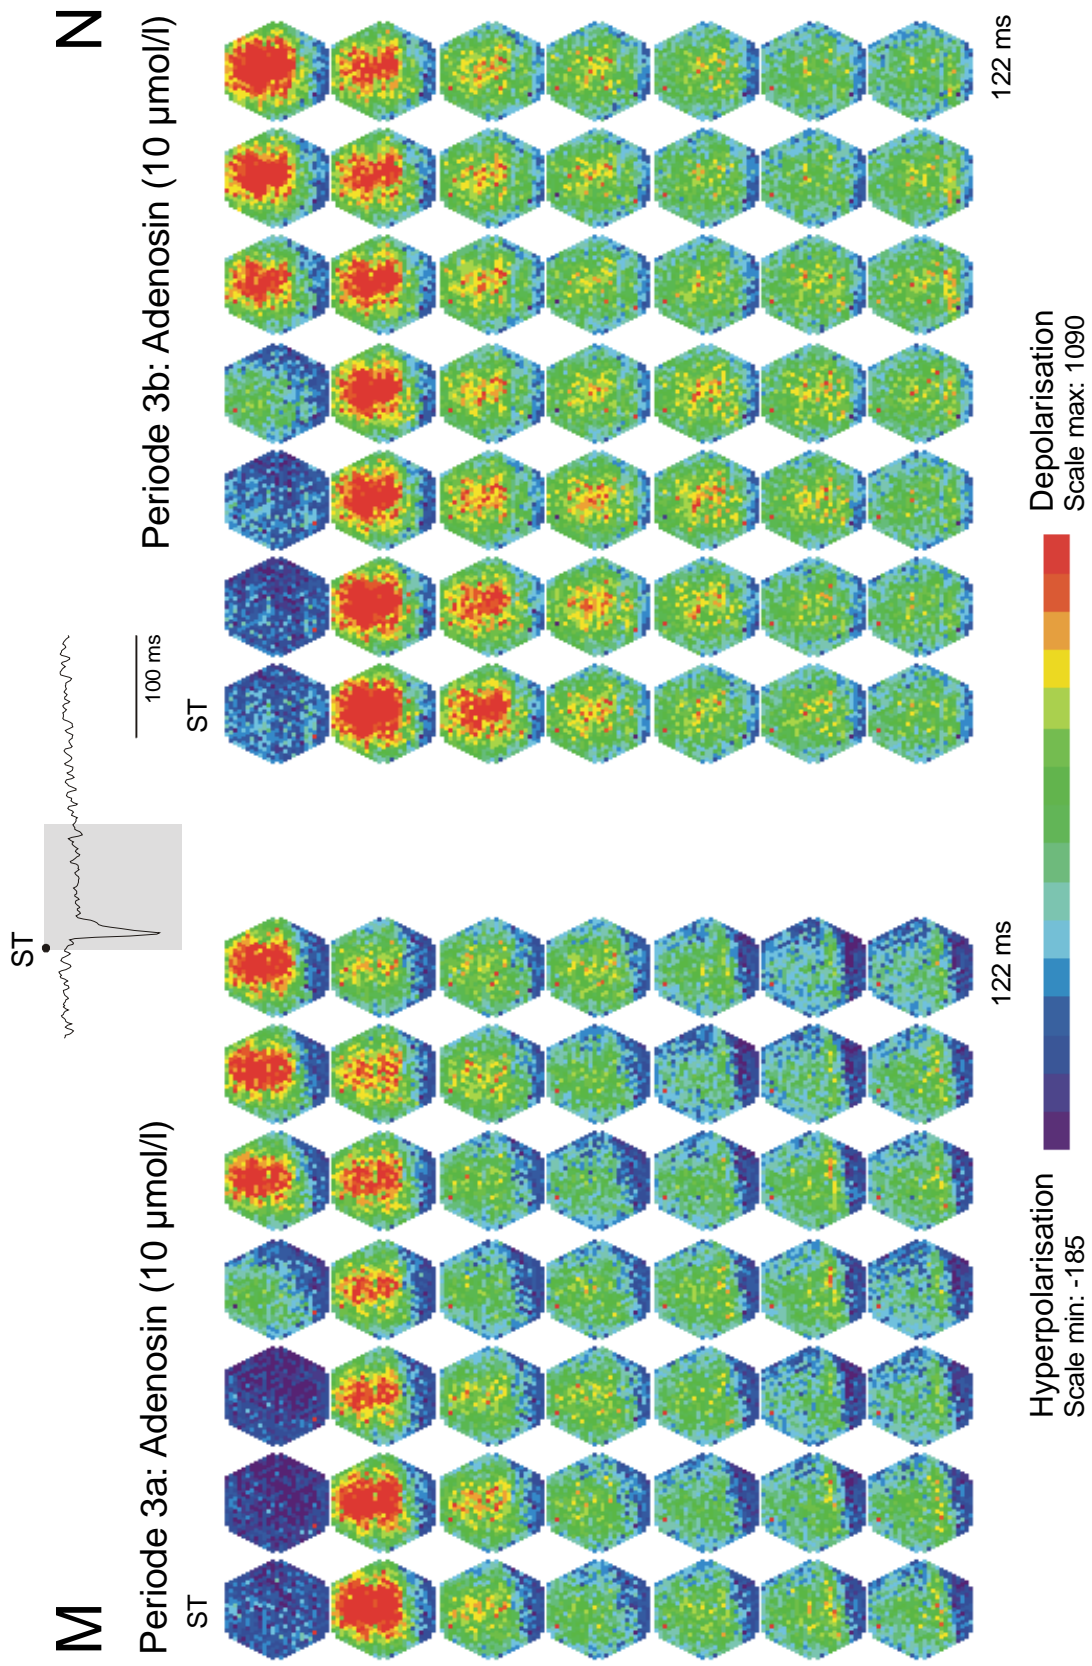 M
N
Periode 3a: Adenosin (10 µmol/l)
ST
Periode 3b: Adenosin (10 µmol/l)
100 ms
ST
ST
122 ms
122 ms
Hyperpolarisation
Scale min: -185
Depolarisation
Scale max: 1090